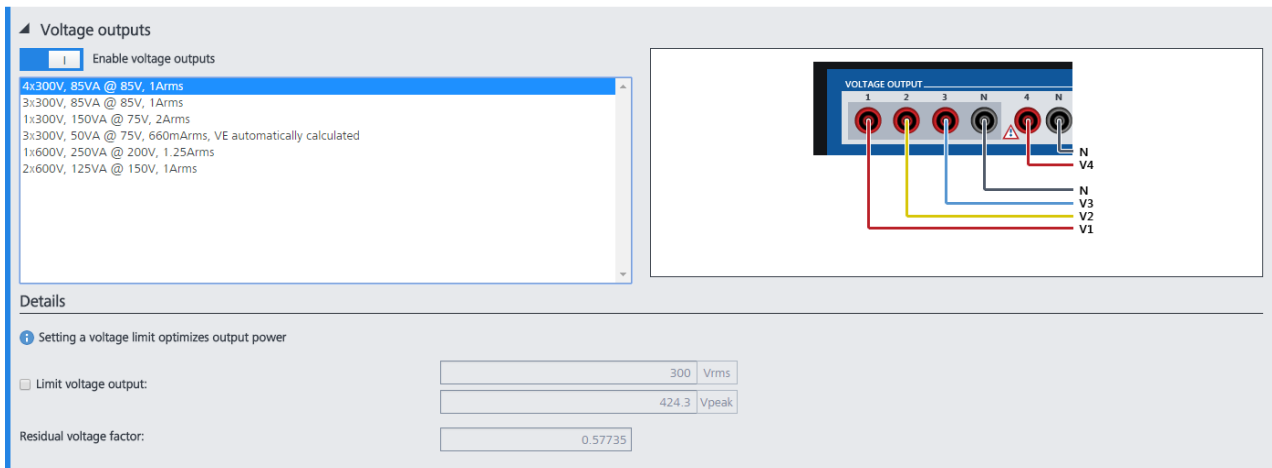 Voltage outputs
I
Enable voltage outputs
4x300V, 85VA @ 85V, 1Arms
3x300V, 85VA @ 85V, 1Arms
1x300V, 150VA @ 75V, 2Arms
3x300V, 50VA @ 75V, 660mArms, VE automatically calculated
1x600V, 250VA @ 200V, 1.25Arms
2x600V, 125VA @ 150V, 1Arms
VOLTAGE OUTPUT
1 2 3 N 4 N
N
V4
N
V3
V2
V1
Details
Setting a voltage limit optimizes output power
Limit voltage output:
300 Vrms
424.3 Vpeak
Residual voltage factor:
0.57735